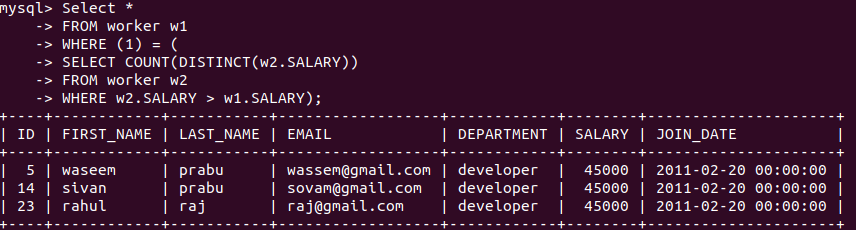 mysql> Select *
    -> FROM worker w1
    -> WHERE (1) = (
    -> SELECT COUNT(DISTINCT(w2.SALARY))
    -> FROM worker w2
    -> WHERE w2.SALARY > w1.SALARY);
+----+------------+-----------+------------------+------------+--------+---------------------+
| ID | FIRST_NAME | LAST_NAME | EMAIL            | DEPARTMENT | SALARY | JOIN_DATE           |
+----+------------+-----------+------------------+------------+--------+---------------------+
|  5 | waseem     | prabu     | wassem@gmail.com | developer  |  45000 | 2011-02-20 00:00:00 |
| 14 | sivan      | prabu     | sovam@gmail.com  | developer  |  45000 | 2011-02-20 00:00:00 |
| 23 | rahul      | raj       | raj@gmail.com    | developer  |  45000 | 2011-02-20 00:00:00 |
+----+------------+-----------+------------------+------------+--------+---------------------+